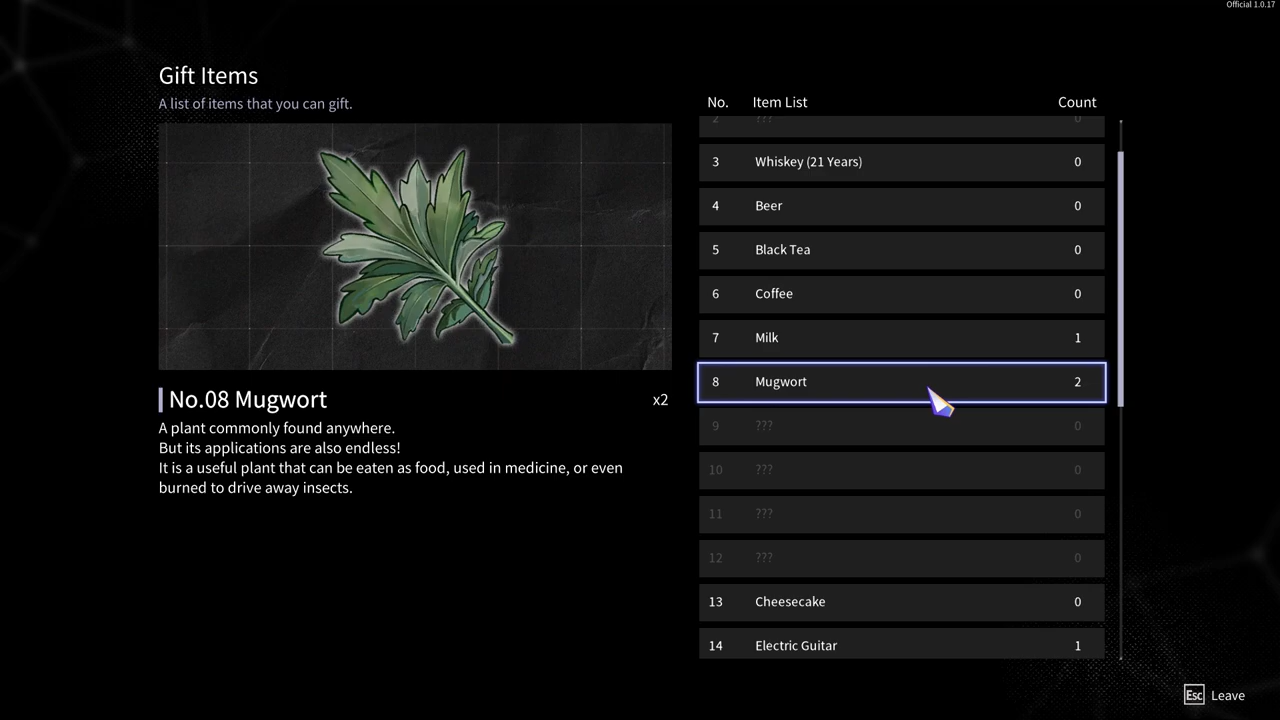 Official 1.0.17
Gift Items
A list of items that you can gift.
No. Item List Count
2 ??? 0
3 Whiskey (21 Years) 0
4 Beer 0
5 Black Tea 0
6 Coffee 0
7 Milk 1
8 Mugwort 2
9 ??? 0
10 ??? 0
11 ??? 0
12 ??? 0
13 Cheesecake 0
14 Electric Guitar 1
No.08 Mugwort x2
A plant commonly found anywhere.
But its applications are also endless!
It is a useful plant that can be eaten as food, used in medicine, or even
burned to drive away insects.
Esc Leave